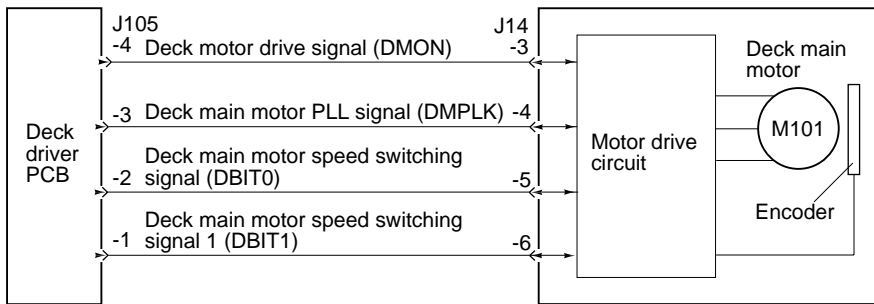 J105
J14
-4 Deck motor drive signal (DMON) -3
Deck main
motor
-3 Deck main motor PLL signal (DMPLK) -4
M101
Deck
driver
PCB
Motor drive
circuit
Deck main motor speed switching
-2 signal (DBIT0) -5
Encoder
Deck main motor speed switching
-1 signal 1 (DBIT1) -6